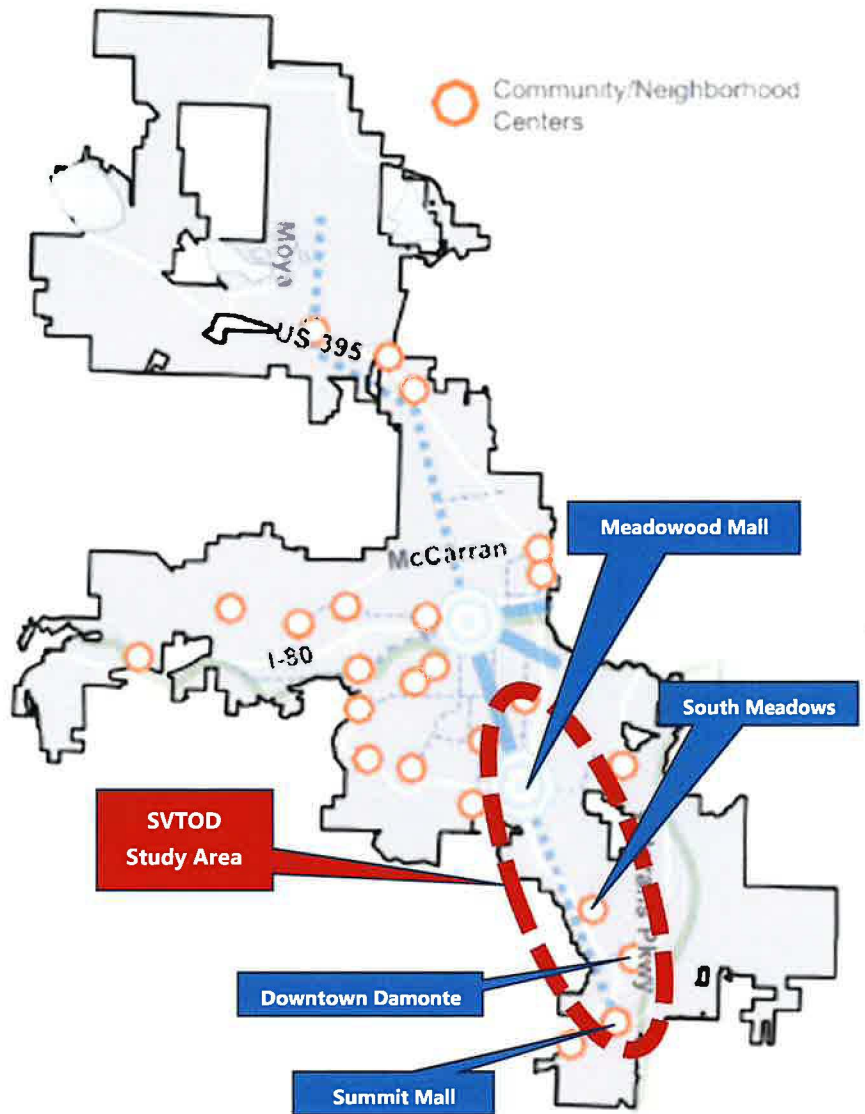 Community/Neighborhood
Centers
Moya
US 395
McCarran
Meadowood Mall
I-80
South Meadows
SVTOD
Study Area
Pkwy
Downtown Damonte
Summit Mall